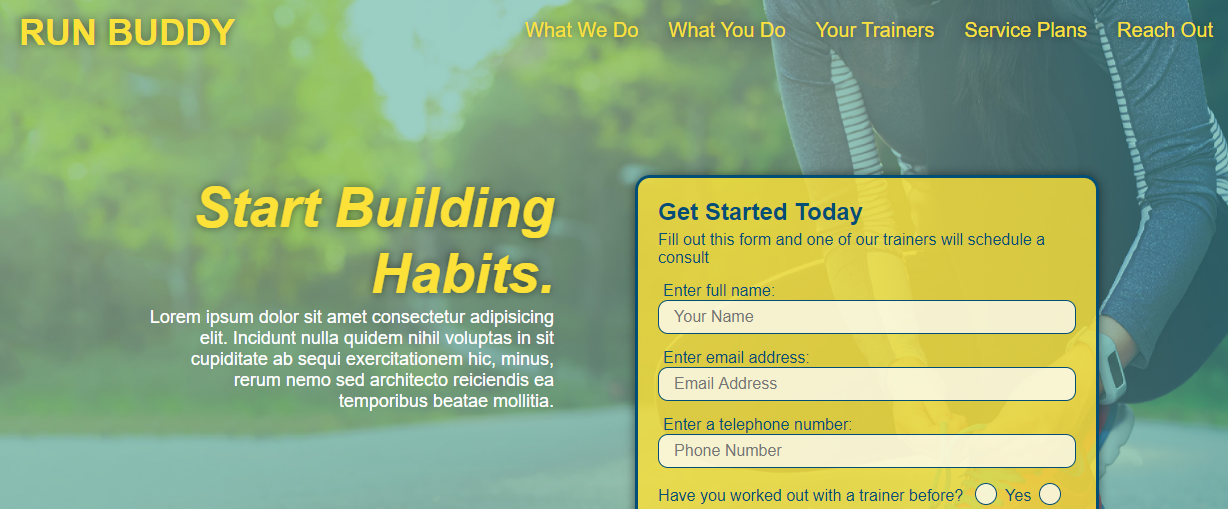 RUN BUDDY
What We Do
What You Do
Your Trainers
Service Plans
Reach Out
Start Building
Habits.
Lorem ipsum dolor sit amet consectetur adipisicing
elit. Incidunt nulla quidem nihil voluptas in sit
cupiditate ab sequi exercitationem hic, minus,
rerum nemo sed architecto reiciendis ea
temporibus beatae mollitia.
Get Started Today
Fill out this form and one of our trainers will schedule a
consult
Enter full name:
Your Name
Enter email address:
Email Address
Enter a telephone number:
Phone Number
Have you worked out with a trainer before? Yes